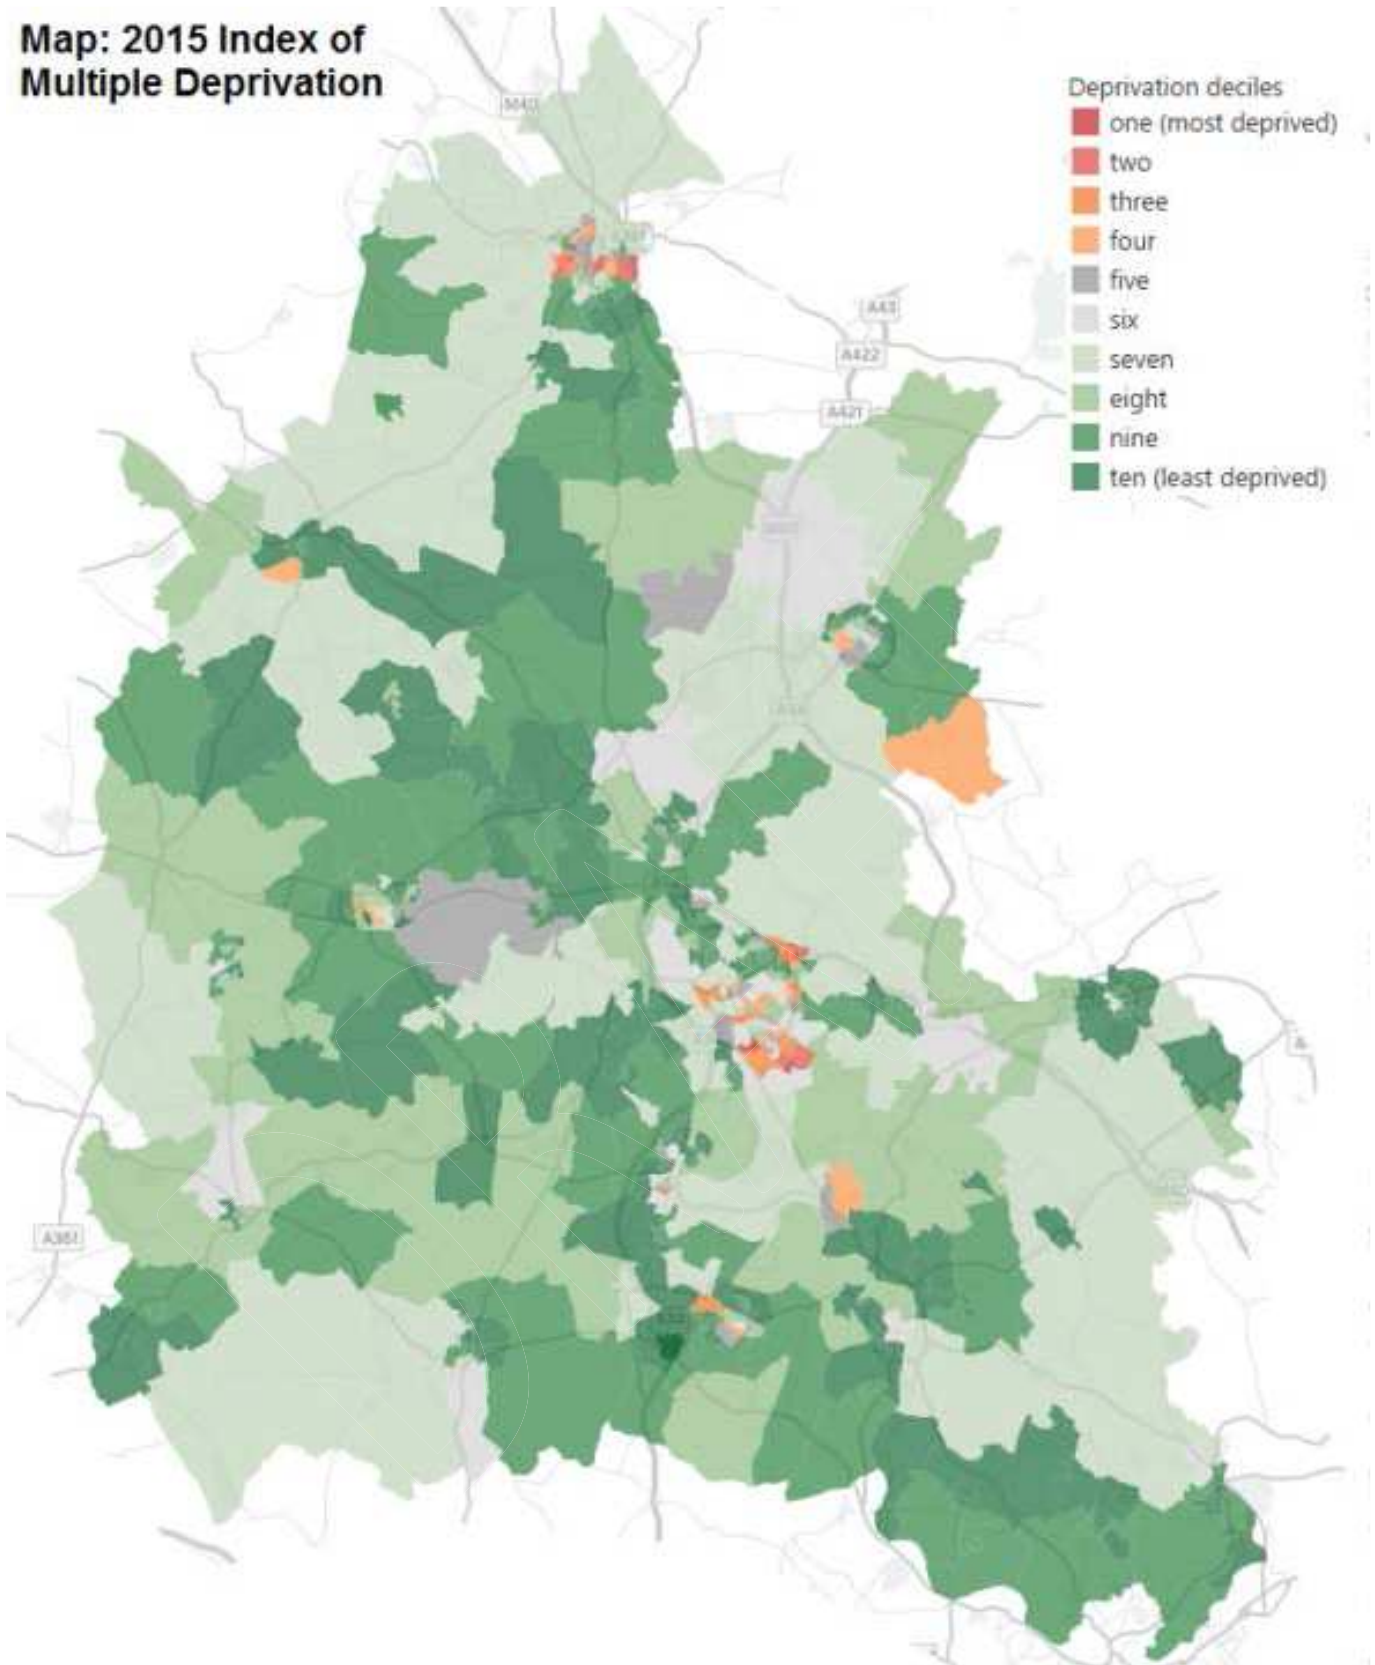 Map: 2015 Index of
Multiple Deprivation
Deprivation deciles
one (most deprived)
two
three
four
five
six
seven
eight
nine
ten (least deprived)
M40
A43
A422
A421
A361